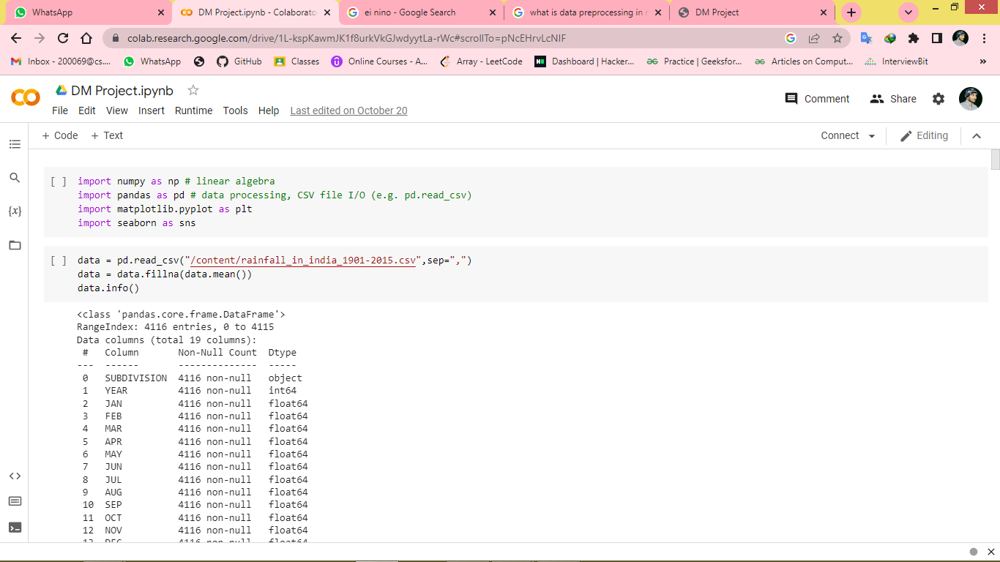 WhatsApp
DM Project.ipynb - Colaborato
ei nino - Google Search
what is data preprocessing in
DM Project
colab.research.google.com/drive/1L-kspKawmJK1f8urkVkGJwdyytLa-rWc#scrollTo=pNcEHrvLcNIF
Inbox - 200069@cs....
WhatsApp
GitHub
Classes
Online Courses - A...
Array - LeetCode
Dashboard | Hacker...
Practice | Geeksfor...
Articles on Comput...
InterviewBit
»
DM Project.ipynb
Comment
Share
File Edit View Insert Runtime Tools Help Last edited on October 20
+ Code + Text
Connect
Editing
[ ] import numpy as np # linear algebra
import pandas as pd # data processing, CSV file I/O (e.g. pd.read_csv)
import matplotlib.pyplot as plt
import seaborn as sns
[ ] data = pd.read_csv("/content/rainfall_in_india_1901-2015.csv",sep=",")
data = data.fillna(data.mean())
data.info()
<class 'pandas.core.frame.DataFrame'>
RangeIndex: 4116 entries, 0 to 4115
Data columns (total 19 columns):
# Column Non-Null Count Dtype
--- ------ -------------- -----
0 SUBDIVISION 4116 non-null object
1 YEAR 4116 non-null int64
2 JAN 4116 non-null float64
3 FEB 4116 non-null float64
4 MAR 4116 non-null float64
5 APR 4116 non-null float64
6 MAY 4116 non-null float64
7 JUN 4116 non-null float64
8 JUL 4116 non-null float64
9 AUG 4116 non-null float64
10 SEP 4116 non-null float64
11 OCT 4116 non-null float64
12 NOV 4116 non-null float64
13 DEC 4116 non-null float64